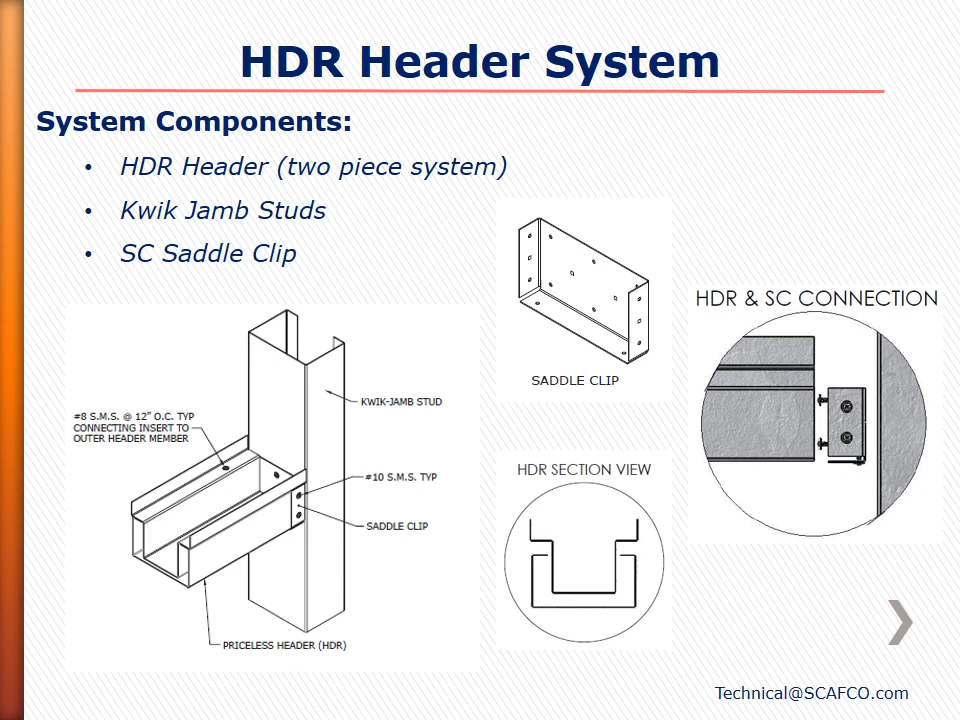 HDR Header System
System Components:
• HDR Header (two piece system)
• Kwik Jamb Studs
• SC Saddle Clip
#8 S.M.S. @ 12" O.C. TYP
CONNECTING INSERT TO
OUTER HEADER MEMBER
KWIK-JAMB STUD
#10 S.M.S. TYP
SADDLE CLIP
PRICELESS HEADER (HDR)
SADDLE CLIP
HDR SECTION VIEW
HDR & SC CONNECTION
Technical@SCAFCO.com